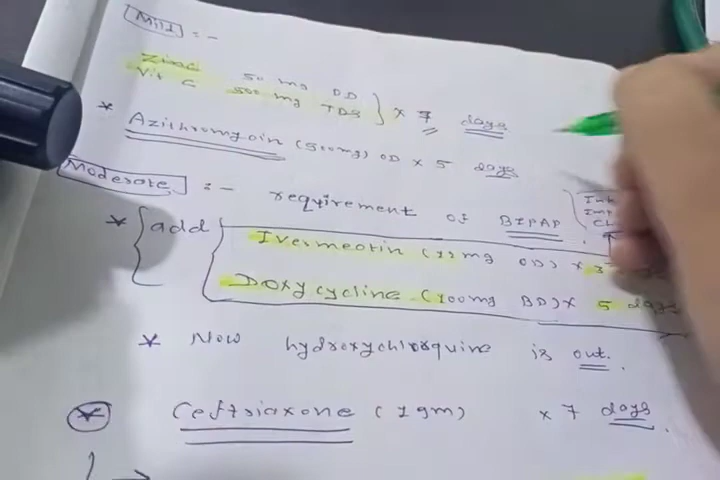 Mild :-
Zinc 50 mg OD
Vit C 500 mg TDS } x 7 days
* Azithromycin (500mg) OD x 5 days
Moderate :- requirement of BIPAP.
* add Ivermectin (12mg OD) x 3
Doxycycline (100mg BD) x 5 days
* Now hydroxychlorquine is out.
* Ceftriaxone (1gm) x 7 days